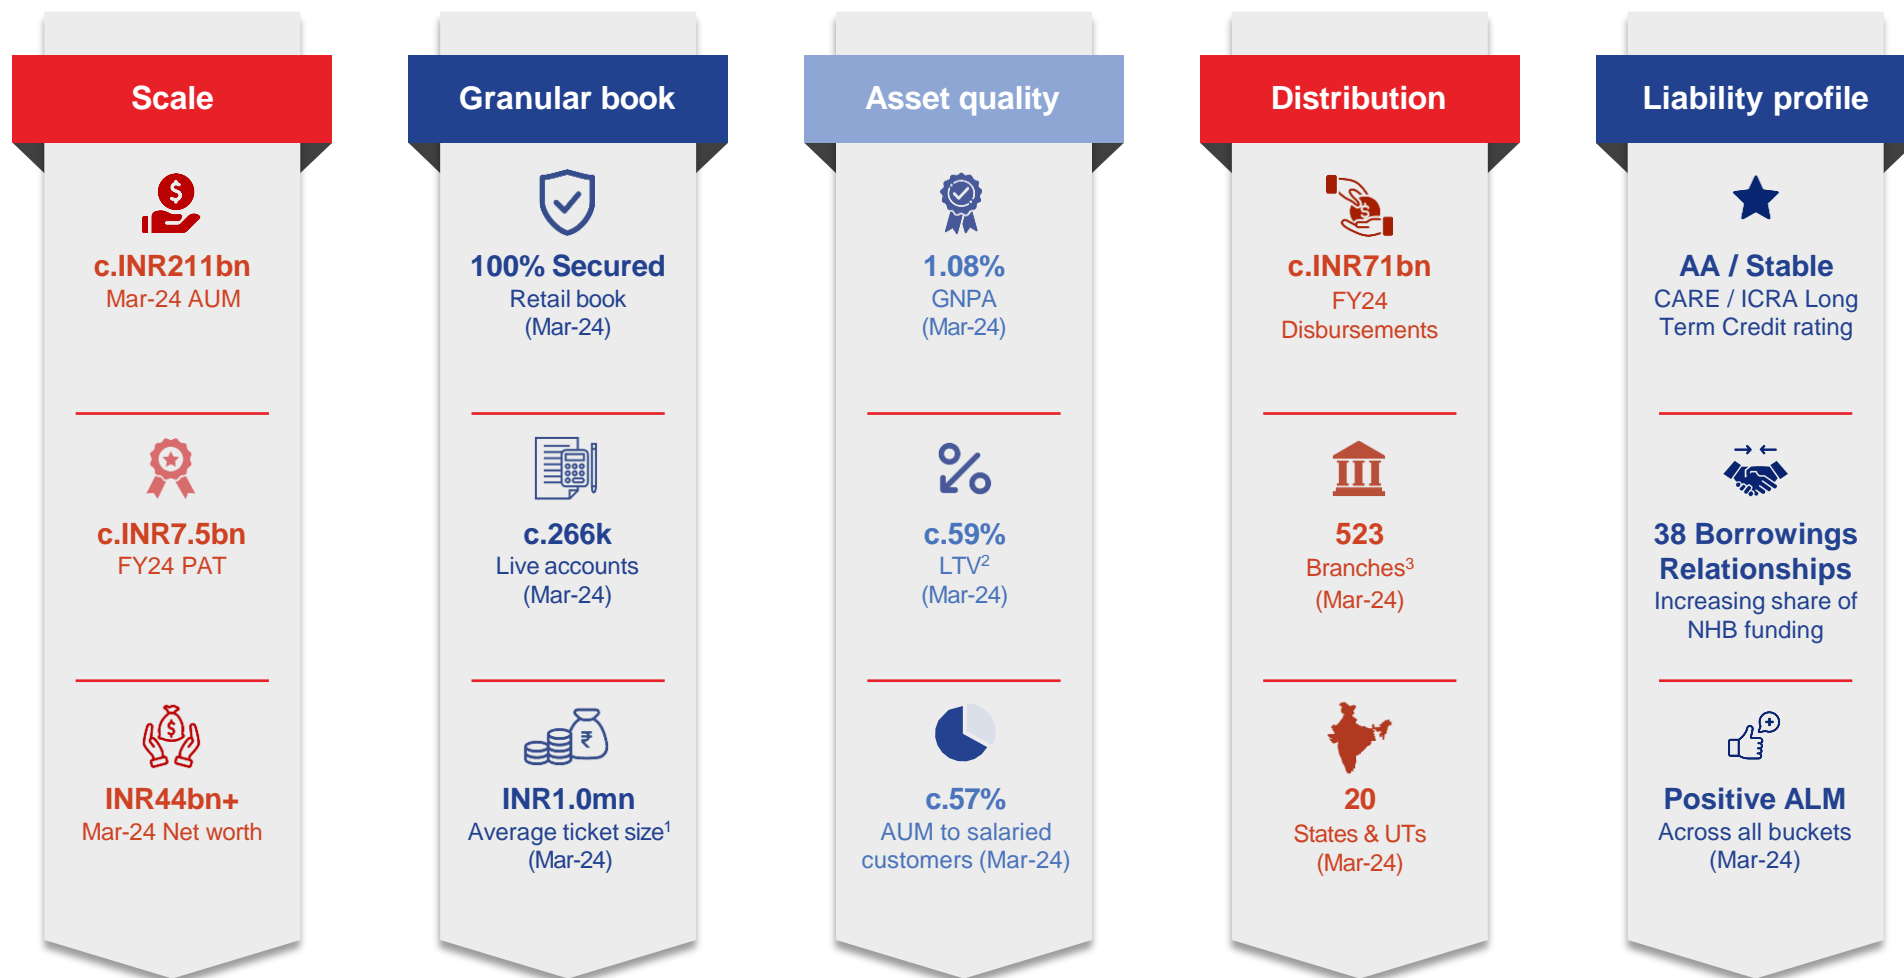 Scale
c.INR211bn
Mar-24 AUM
c.INR7.5bn
FY24 PAT
INR44bn+
Mar-24 Net worth
Granular book
100% Secured
Retail book
(Mar-24)
c.266k
Live accounts
(Mar-24)
₹
INR1.0mn
Average ticket size¹
(Mar-24)
Asset quality
1.08%
GNPA
(Mar-24)
c.59%
LTV²
(Mar-24)
c.57%
AUM to salaried
customers (Mar-24)
Distribution
c.INR71bn
FY24
Disbursements
523
Branches³
(Mar-24)
20
States & UTs
(Mar-24)
Liability profile
AA / Stable
CARE / ICRA Long
Term Credit rating
38 Borrowings
Relationships
Increasing share of
NHB funding
Positive ALM
Across all buckets
(Mar-24)